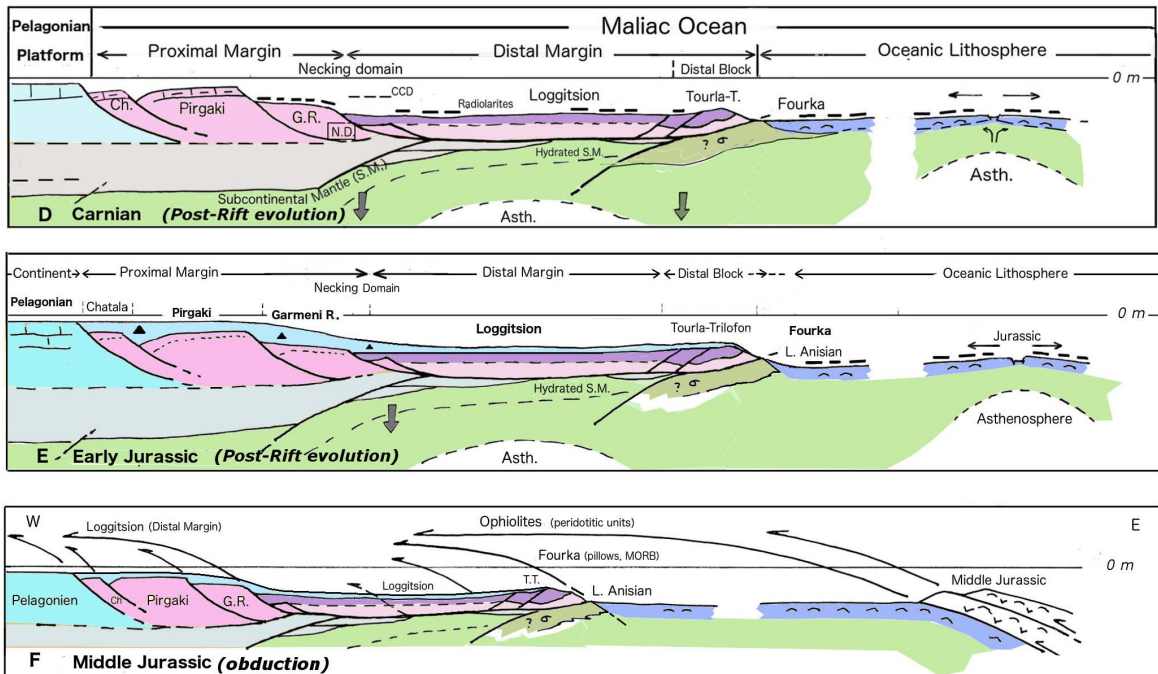 Pelagonian
Platform
Maliac Ocean
Proximal Margin
Distal Margin
Oceanic Lithosphere
Necking domain
Distal Block
0 m
CCD
Radiolarites
Loggitsion
Tourla-T.
Fourka
Ch.
Pirgaki
G.R.
N.D.
Hydrated S.M.
? σ
Subcontinental Mantle (S.M.)
Asth.
Asth.
D Carnian (Post-Rift evolution)
Continent
Proximal Margin
Distal Margin
Distal Block
Oceanic Lithosphere
Necking Domain
Pelagonian
Chatala
Pirgaki
Garmeni R.
0 m
Loggitsion
Tourla-Trilofon
Fourka
L. Anisian
Jurassic
Hydrated S.M.
? σ
Asthenosphere
Asth.
E Early Jurassic (Post-Rift evolution)
W
E
Loggitsion (Distal Margin)
Ophiolites (peridotitic units)
Fourka (pillows, MORB)
0 m
Loggitsion
T.T.
L. Anisian
Middle Jurassic
Pelagonien
Ch
Pirgaki
G.R.
? σ
F Middle Jurassic (obduction)